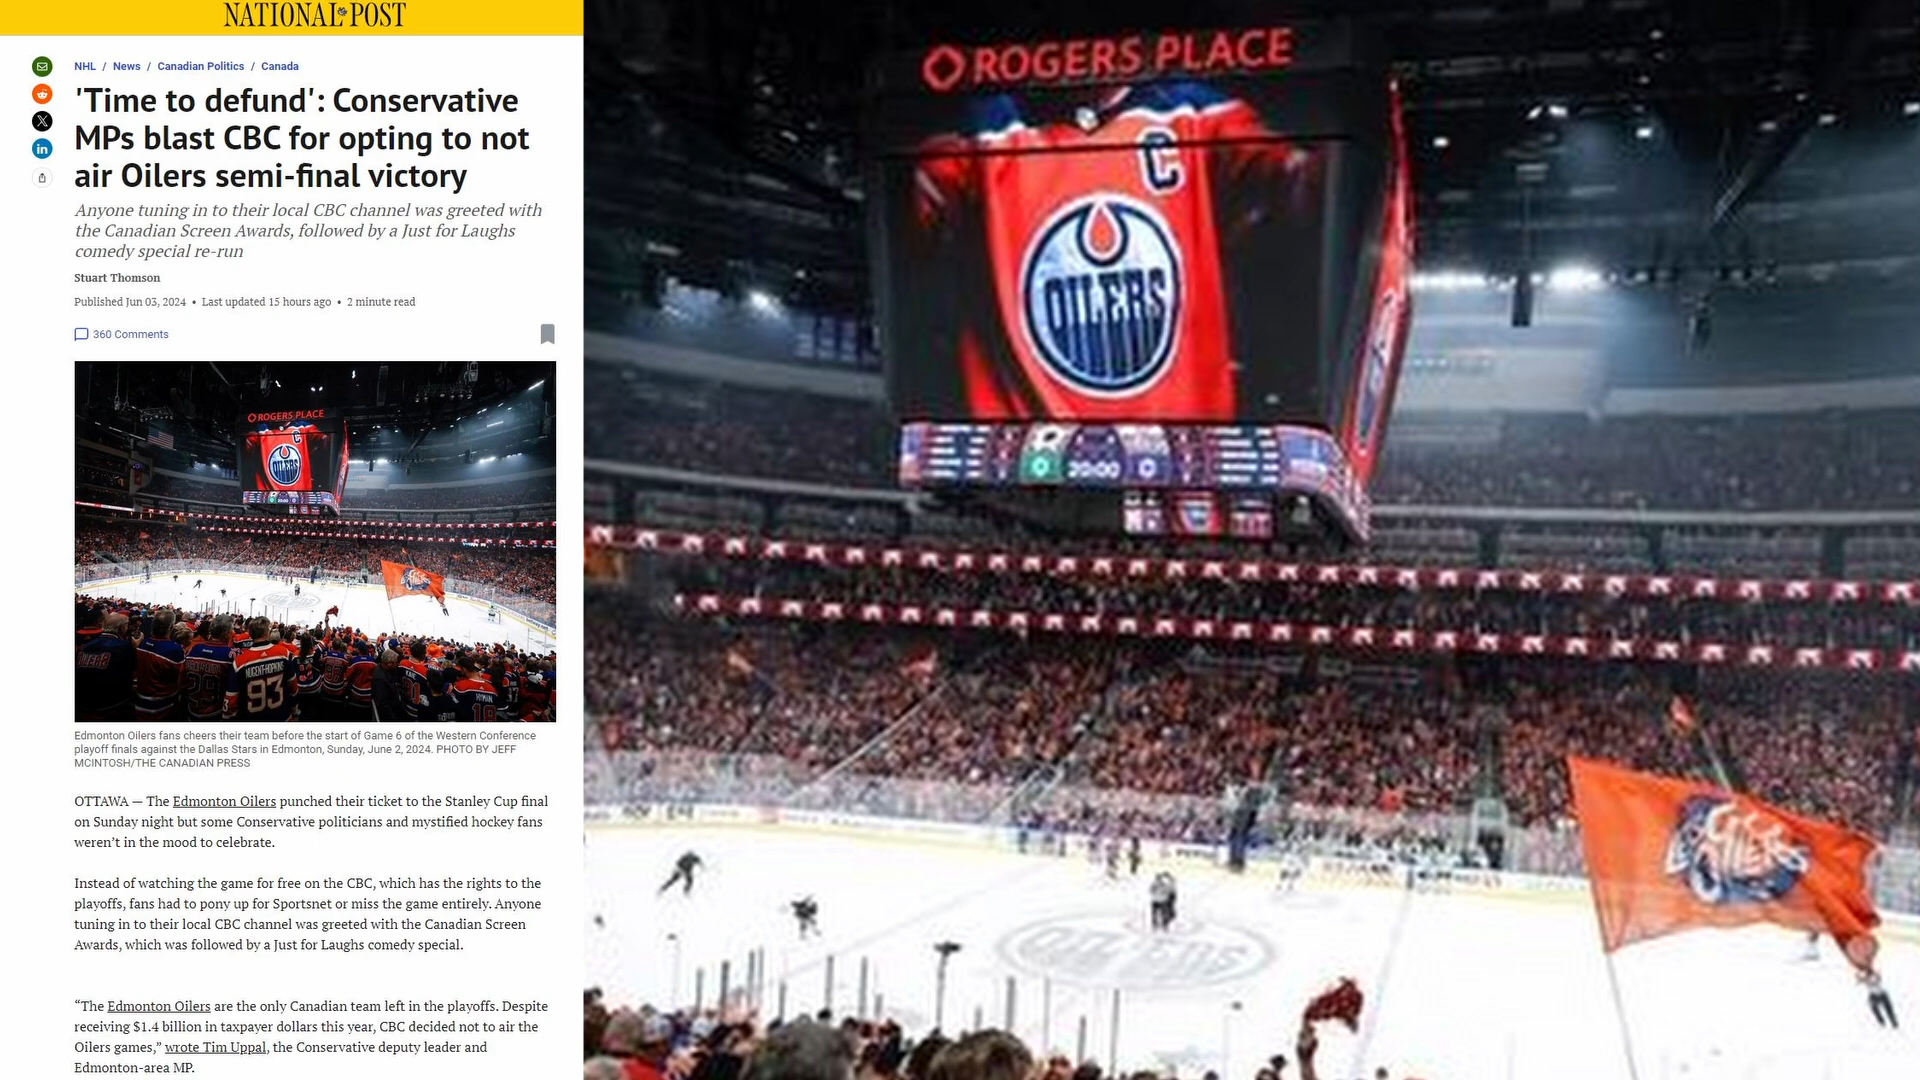 NATIONAL POST
NHL / News / Canadian Politics / Canada
'Time to defund': Conservative
MPs blast CBC for opting to not
air Oilers semi-final victory
Anyone tuning in to their local CBC channel was greeted with
the Canadian Screen Awards, followed by a Just for Laughs
comedy special re-run
Stuart Thomson
Published Jun 03, 2024 • Last updated 15 hours ago • 2 minute read
360 Comments
ROGERS PLACE
C
OILERS
20:00
NUGENT-HOPKINS
93
29
HYMAN
18
Edmonton Oilers fans cheers their team before the start of Game 6 of the Western Conference
playoff finals against the Dallas Stars in Edmonton, Sunday, June 2, 2024. PHOTO BY JEFF
MCINTOSH/THE CANADIAN PRESS
OTTAWA — The Edmonton Oilers punched their ticket to the Stanley Cup final
on Sunday night but some Conservative politicians and mystified hockey fans
weren’t in the mood to celebrate.
Instead of watching the game for free on the CBC, which has the rights to the
playoffs, fans had to pony up for Sportsnet or miss the game entirely. Anyone
tuning in to their local CBC channel was greeted with the Canadian Screen
Awards, which was followed by a Just for Laughs comedy special.
“The Edmonton Oilers are the only Canadian team left in the playoffs. Despite
receiving $1.4 billion in taxpayer dollars this year, CBC decided not to air the
Oilers games,” wrote Tim Uppal, the Conservative deputy leader and
Edmonton-area MP.
ROGERS PLACE
C
OILERS
0 20:00 0
OILERS